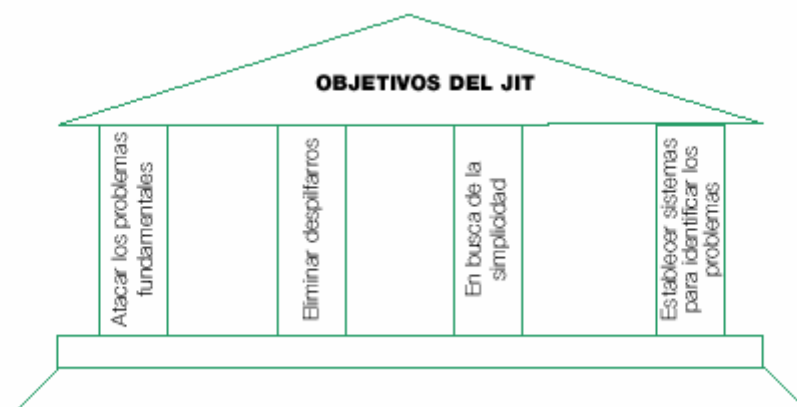 OBJETIVOS DEL JIT
Atacar los problemas
fundamentales
Eliminar despilfarros
En busca de la
simplicidad
Establecer sistemas
para identificar los
problemas